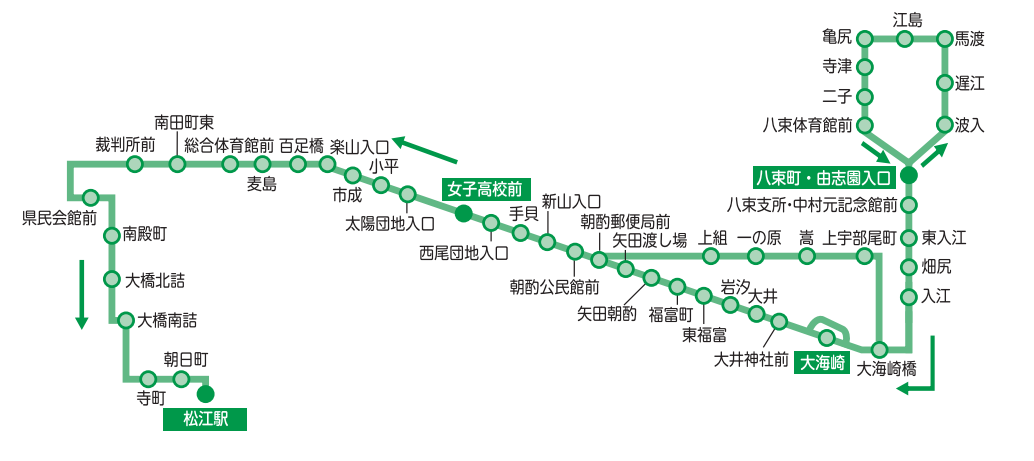 江島
亀尻
馬渡
寺津
遅江
二子
八束体育館前
波入
八束町・由志園入口
八束支所・中村元記念館前
南田町東
裁判所前
総合体育館前
百足橋
楽山入口
麦島
小平
市成
女子高校前
太陽団地入口
手貝
新山入口
西尾団地入口
朝酌郵便局前
矢田渡し場
上組
一の原
嵩
上宇部尾町
東入江
畑尻
入江
県民会館前
南殿町
大橋北詰
大橋南詰
朝日町
寺町
松江駅
朝酌公民館前
矢田朝酌
福富町
東福富
岩汐
大井
大井神社前
大海崎
大海崎橋